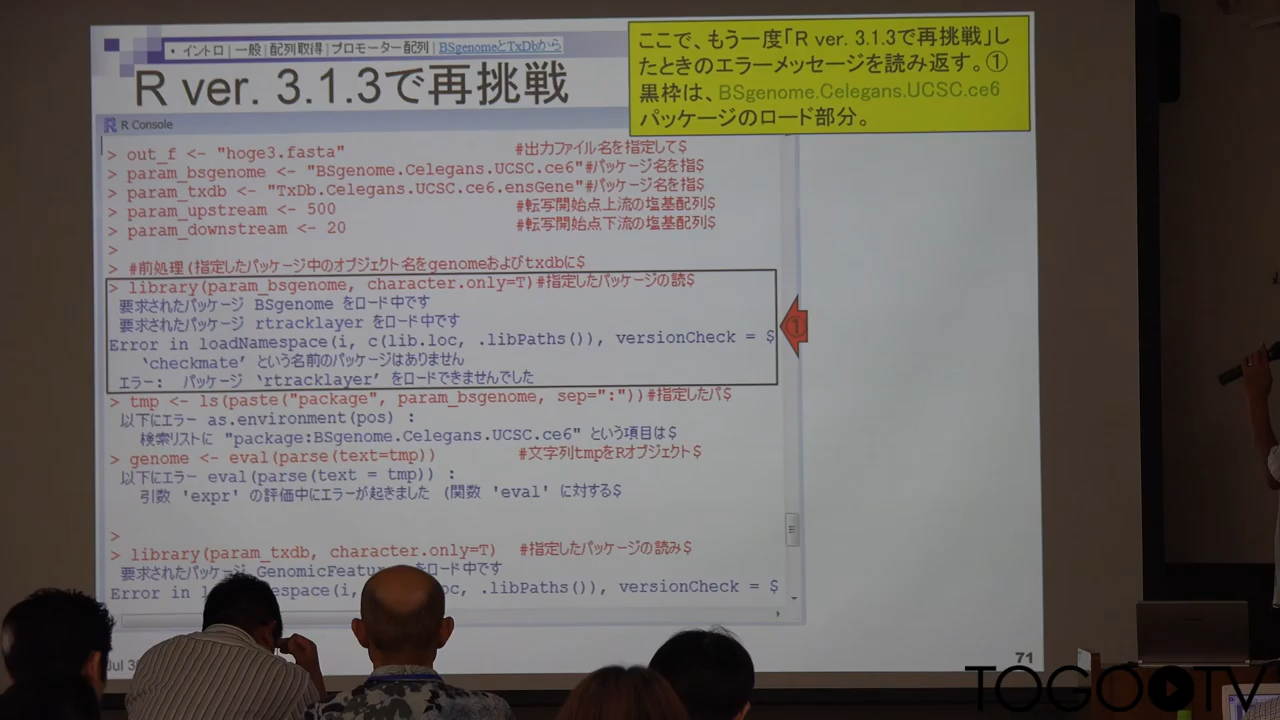 • イントロ | 一般 | 配列取得 | プロモーター配列 | BSgenomeとTxDbから
R ver. 3.1.3で再挑戦
ここで、もう一度「R ver. 3.1.3で再挑戦」し
たときのエラーメッセージを読み返す。①
黒枠は、BSgenome.Celegans.UCSC.ce6
パッケージのロード部分。
R Console
> out_f <- "hoge3.fasta" #出力ファイル名を指定して$
> param_bsgenome <- "BSgenome.Celegans.UCSC.ce6"#パッケージ名を指$
> param_txdb <- "TxDb.Celegans.UCSC.ce6.ensGene"#パッケージ名を指$
> param_upstream <- 500 #転写開始点上流の塩基配列$
> param_downstream <- 20 #転写開始点下流の塩基配列$
>
> #前処理(指定したパッケージ中のオブジェクト名をgenomeおよびtxdbに$
> library(param_bsgenome, character.only=T)#指定したパッケージの読$
要求されたパッケージ BSgenome をロード中です
要求されたパッケージ rtracklayer をロード中です
Error in loadNamespace(i, c(lib.loc, .libPaths()), versionCheck = $
‘checkmate’ という名前のパッケージはありません
エラー: パッケージ ‘rtracklayer’ をロードできませんでした
①
> tmp <- ls(paste("package", param_bsgenome, sep=":"))#指定したパ$
以下にエラー as.environment(pos) :
検索リストに "package:BSgenome.Celegans.UCSC.ce6" という項目は$
> genome <- eval(parse(text=tmp)) #文字列tmpをRオブジェクト$
以下にエラー eval(parse(text = tmp)) :
引数 'expr' の評価中にエラーが起きました (関数 'eval' に対する$
>
> library(param_txdb, character.only=T) #指定したパッケージの読み$
要求されたパッケージ GenomicFeatur をロード中です
Error in l espace(i, oc, .libPaths()), versionCheck = $
Jul 3
71
TOGO TV